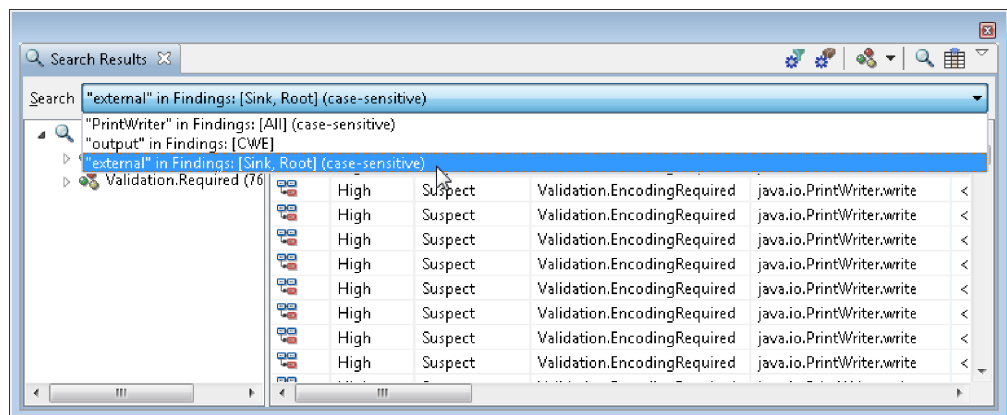 Search Results
Search "external" in Findings: [Sink, Root] (case-sensitive)
"PrintWriter" in Findings: [All] (case-sensitive)
"output" in Findings: [CWE]
"external" in Findings: [Sink, Root] (case-sensitive)
Validation.Required (76
High Suspect Validation.EncodingRequired java.io.PrintWriter.write <
High Suspect Validation.EncodingRequired java.io.PrintWriter.write <
High Suspect Validation.EncodingRequired java.io.PrintWriter.write <
High Suspect Validation.EncodingRequired java.io.PrintWriter.write <
High Suspect Validation.EncodingRequired java.io.PrintWriter.write <
High Suspect Validation.EncodingRequired java.io.PrintWriter.write <
High Suspect Validation.EncodingRequired java.io.PrintWriter.write <
High Suspect Validation.EncodingRequired java.io.PrintWriter.write <